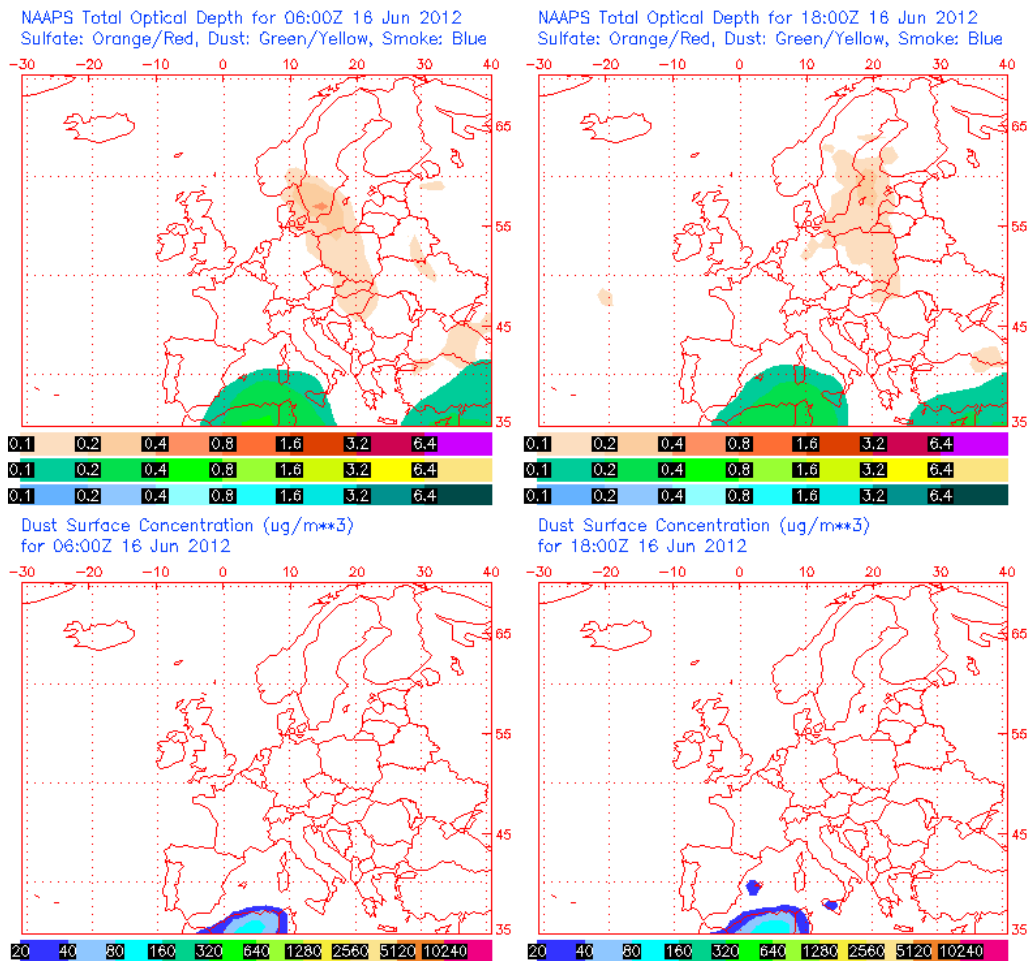 NAAPS Total Optical Depth for 06:00Z 16 Jun 2012
Sulfate: Orange/Red, Dust: Green/Yellow, Smoke: Blue
-30 -20 -10 0 10 20 30 40
65
55
45
35
0.1 0.2 0.4 0.8 1.6 3.2 6.4
0.1 0.2 0.4 0.8 1.6 3.2 6.4
0.1 0.2 0.4 0.8 1.6 3.2 6.4
NAAPS Total Optical Depth for 18:00Z 16 Jun 2012
Sulfate: Orange/Red, Dust: Green/Yellow, Smoke: Blue
-30 -20 -10 0 10 20 30 40
65
55
45
35
0.1 0.2 0.4 0.8 1.6 3.2 6.4
0.1 0.2 0.4 0.8 1.6 3.2 6.4
0.1 0.2 0.4 0.8 1.6 3.2 6.4
Dust Surface Concentration (ug/m**3)
for 06:00Z 16 Jun 2012
-30 -20 -10 0 10 20 30 40
65
55
45
35
20 40 80 160 320 640 1280 2560 5120 10240
Dust Surface Concentration (ug/m**3)
for 18:00Z 16 Jun 2012
-30 -20 -10 0 10 20 30 40
65
55
45
35
20 40 80 160 320 640 1280 2560 5120 10240